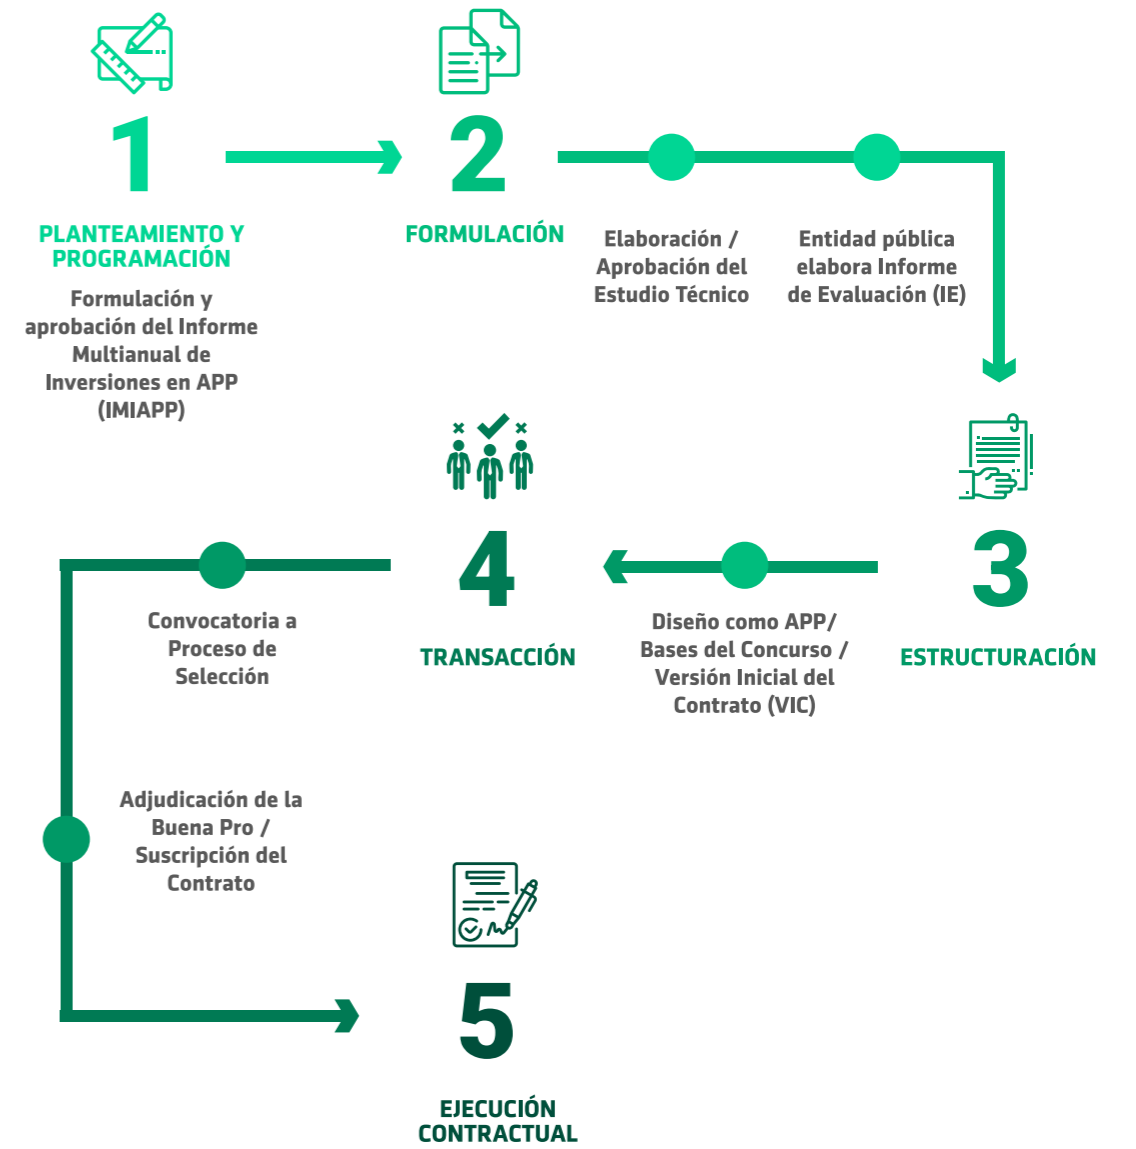 1
PLANTEAMIENTO Y
PROGRAMACIÓN
Formulación y
aprobación del Informe
Multianual de
Inversiones en APP
(IMIAPP)
2
FORMULACIÓN
Elaboración /
Aprobación del
Estudio Técnico
Entidad pública
elabora Informe
de Evaluación (IE)
3
ESTRUCTURACIÓN
Diseño como APP/
Bases del Concurso /
Versión Inicial del
Contrato (VIC)
4
TRANSACCIÓN
Convocatoria a
Proceso de
Selección
Adjudicación de la
Buena Pro /
Suscripción del
Contrato
5
EJECUCIÓN
CONTRACTUAL